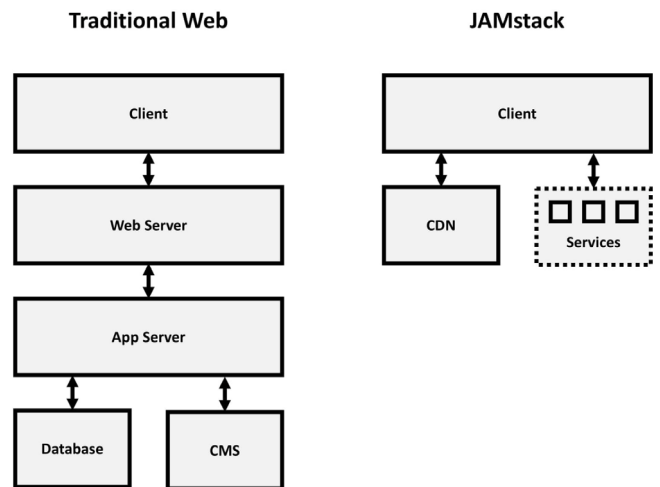 Traditional Web
JAMstack
Client
Client
Web Server
CDN
Services
App Server
Database
CMS